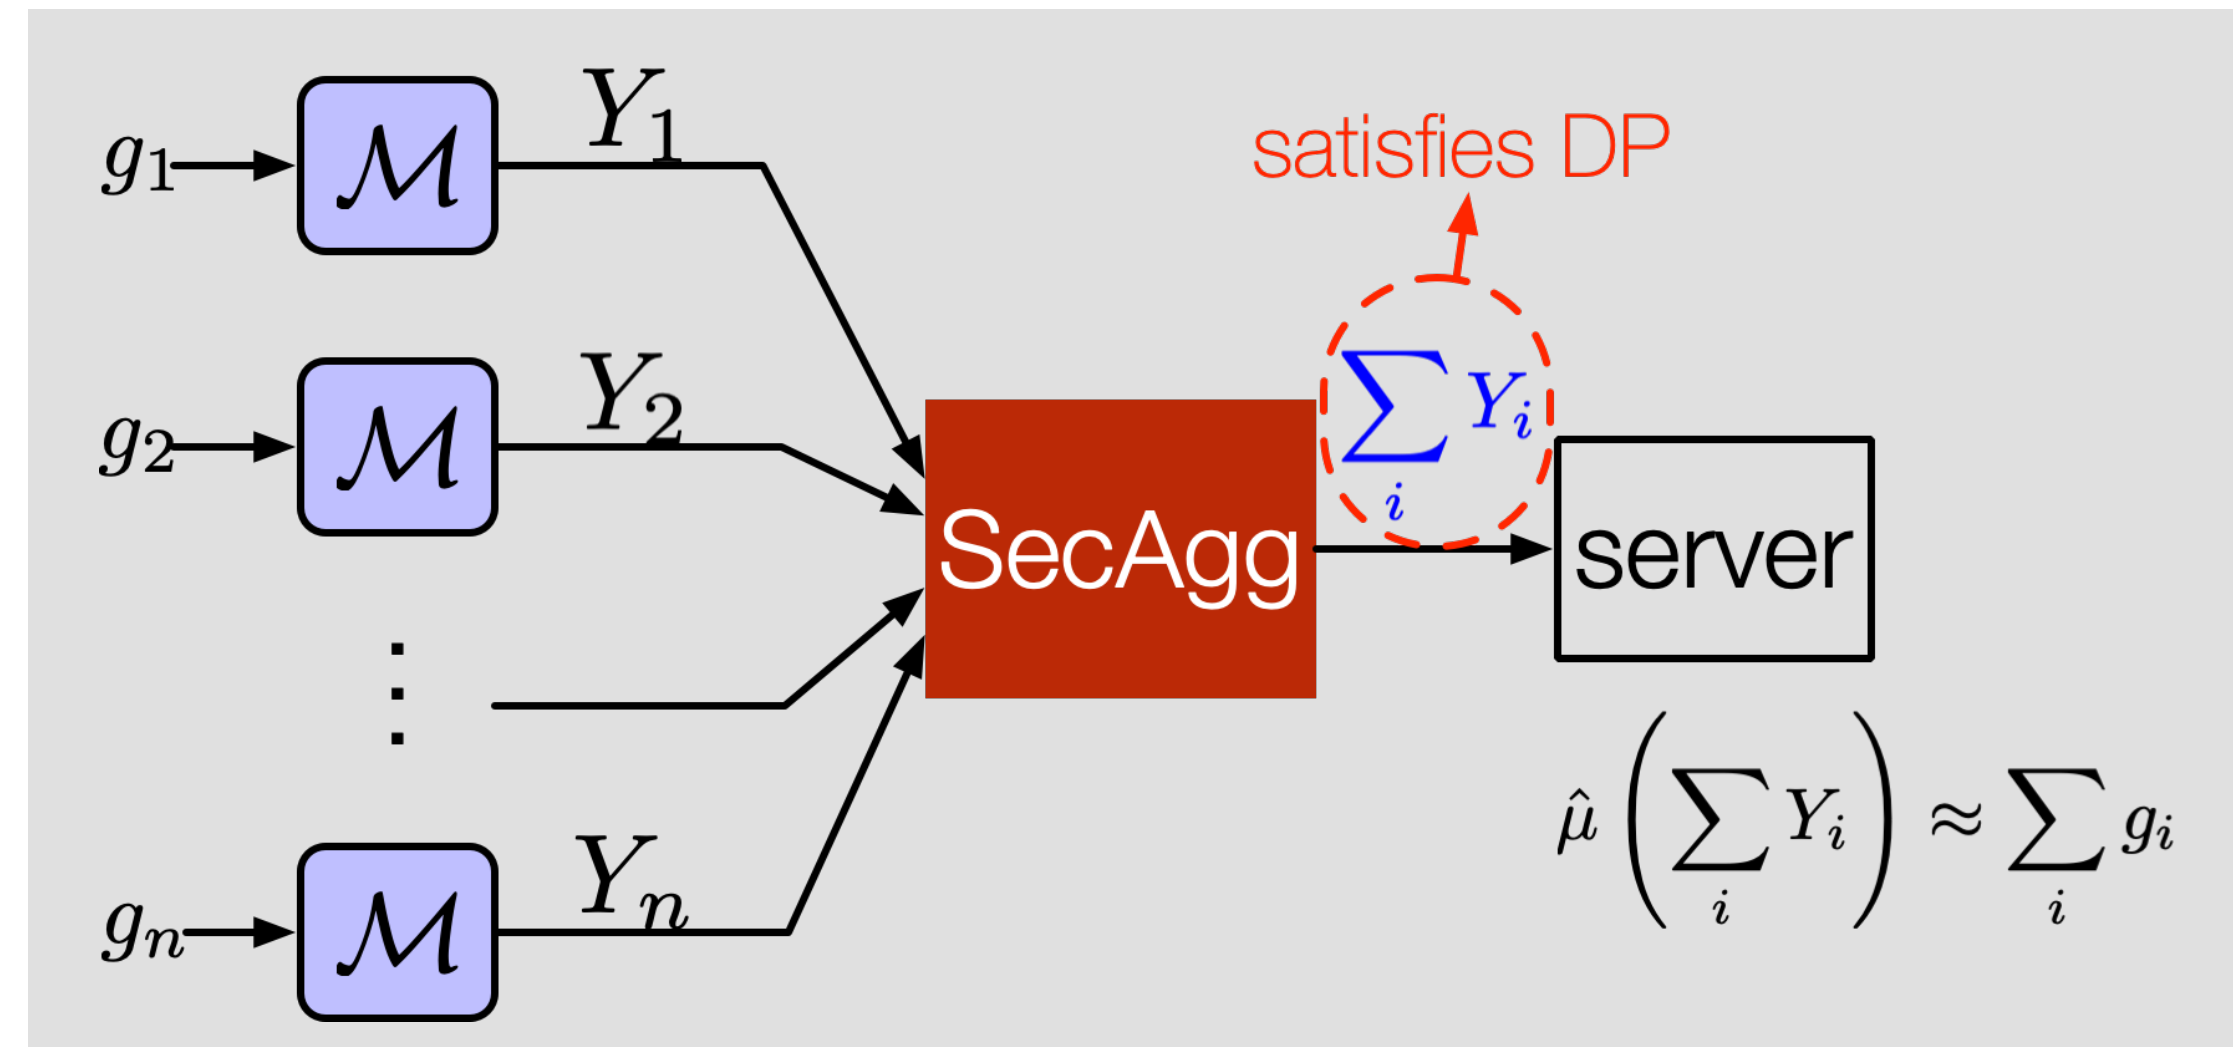 g₁ ℳ Y₁
satisfies DP
g₂ ℳ Y₂
∑ᵢ Yᵢ
SecAgg
server
⋮
μ̂(∑ᵢ Yᵢ) ≈ ∑ᵢ gᵢ
gₙ ℳ Yₙ